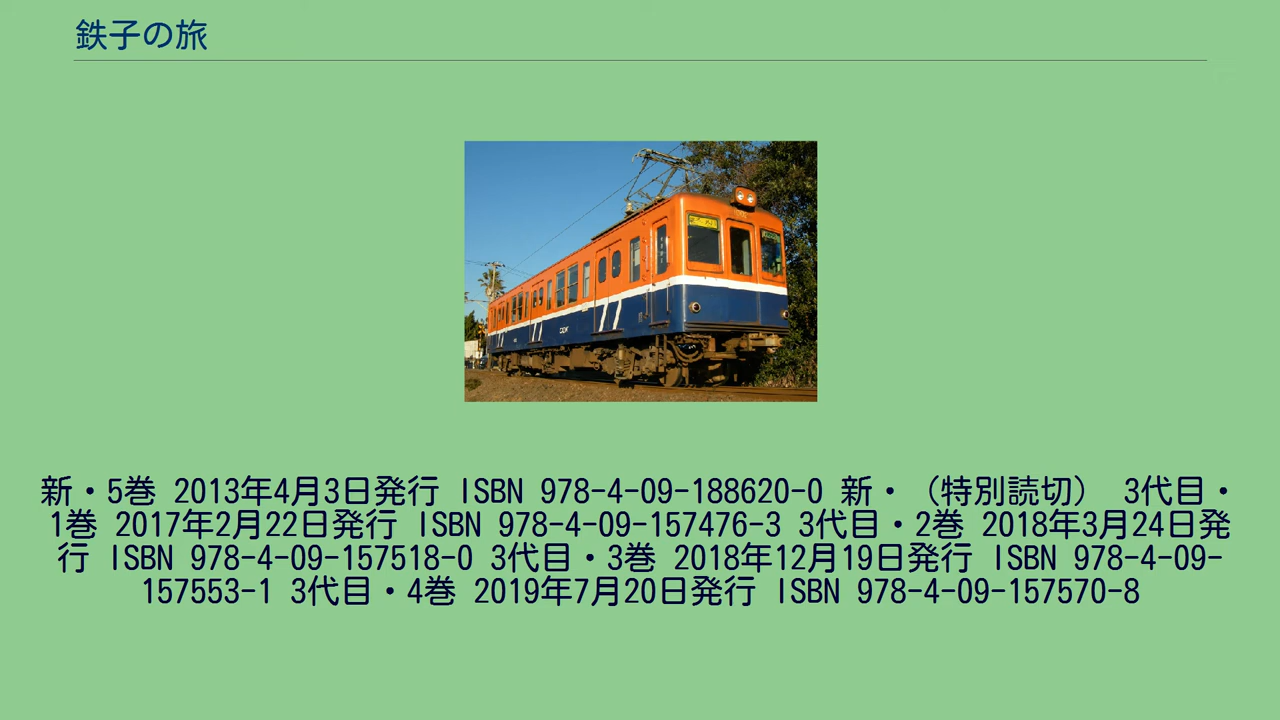 鉄子の旅
新・5巻 2013年4月3日発行 ISBN 978-4-09-188620-0 新・（特別読切） 3代目・
1巻 2017年2月22日発行 ISBN 978-4-09-157476-3 3代目・2巻 2018年3月24日発
行 ISBN 978-4-09-157518-0 3代目・3巻 2018年12月19日発行 ISBN 978-4-09-
157553-1 3代目・4巻 2019年7月20日発行 ISBN 978-4-09-157570-8